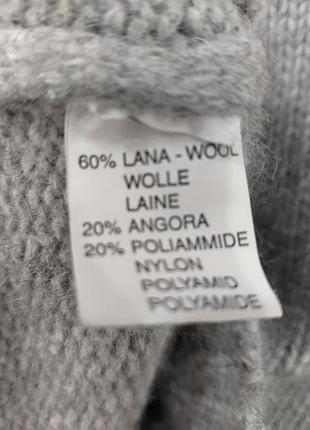 60% LANA - WOOL
WOLLE
LAINE
20% ANGORA
20% POLIAMMIDE
NYLON
POLYAMID
POLYAMIDE